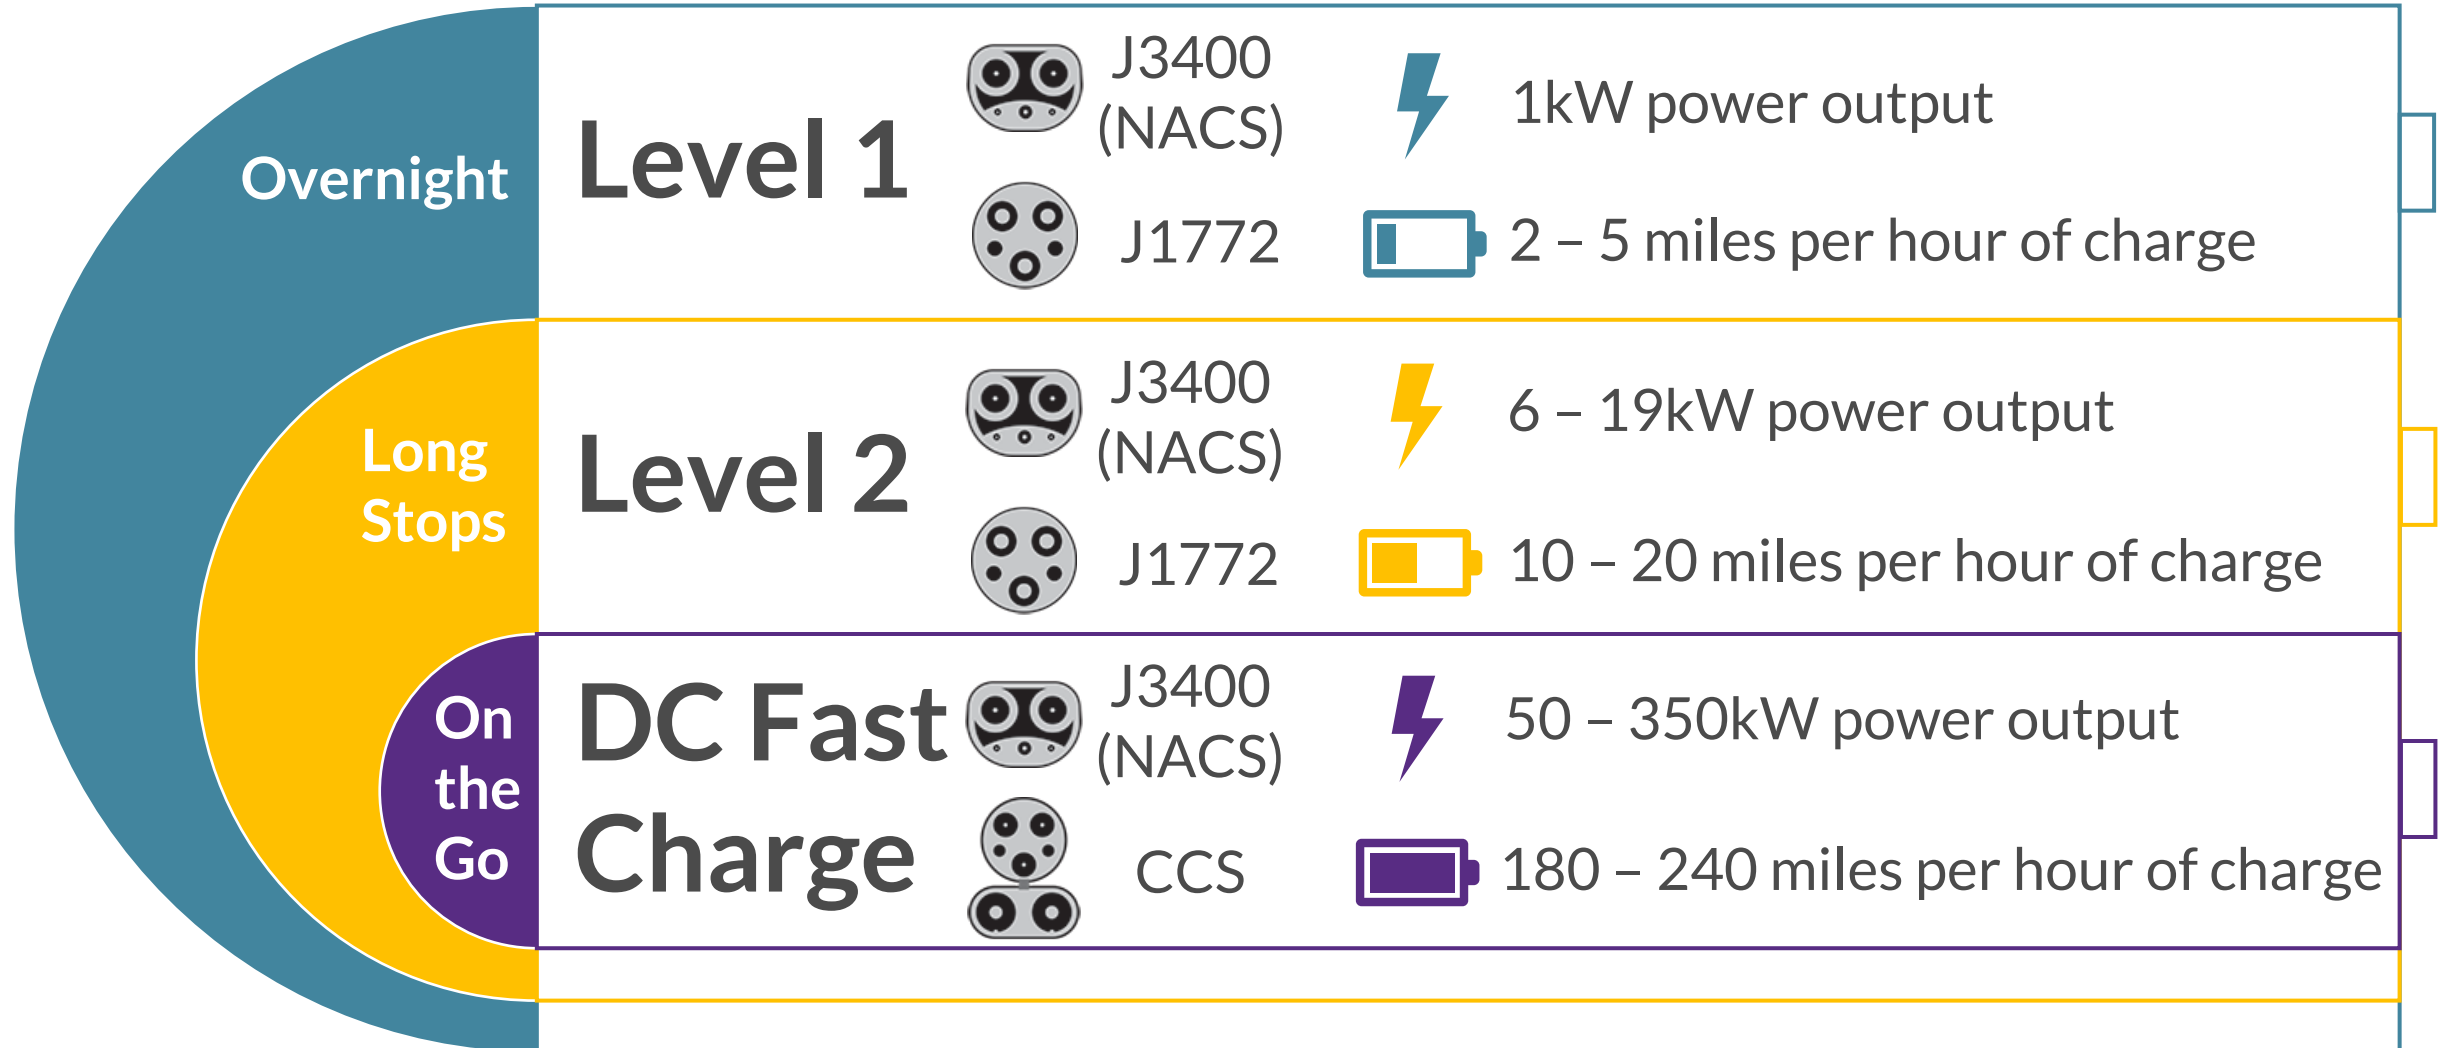 Overnight
Level 1
J3400
(NACS)
J1772
1kW power output
2 – 5 miles per hour of charge
Long
Stops
Level 2
J3400
(NACS)
J1772
6 – 19kW power output
10 – 20 miles per hour of charge
On
the
Go
DC Fast
Charge
J3400
(NACS)
CCS
50 – 350kW power output
180 – 240 miles per hour of charge